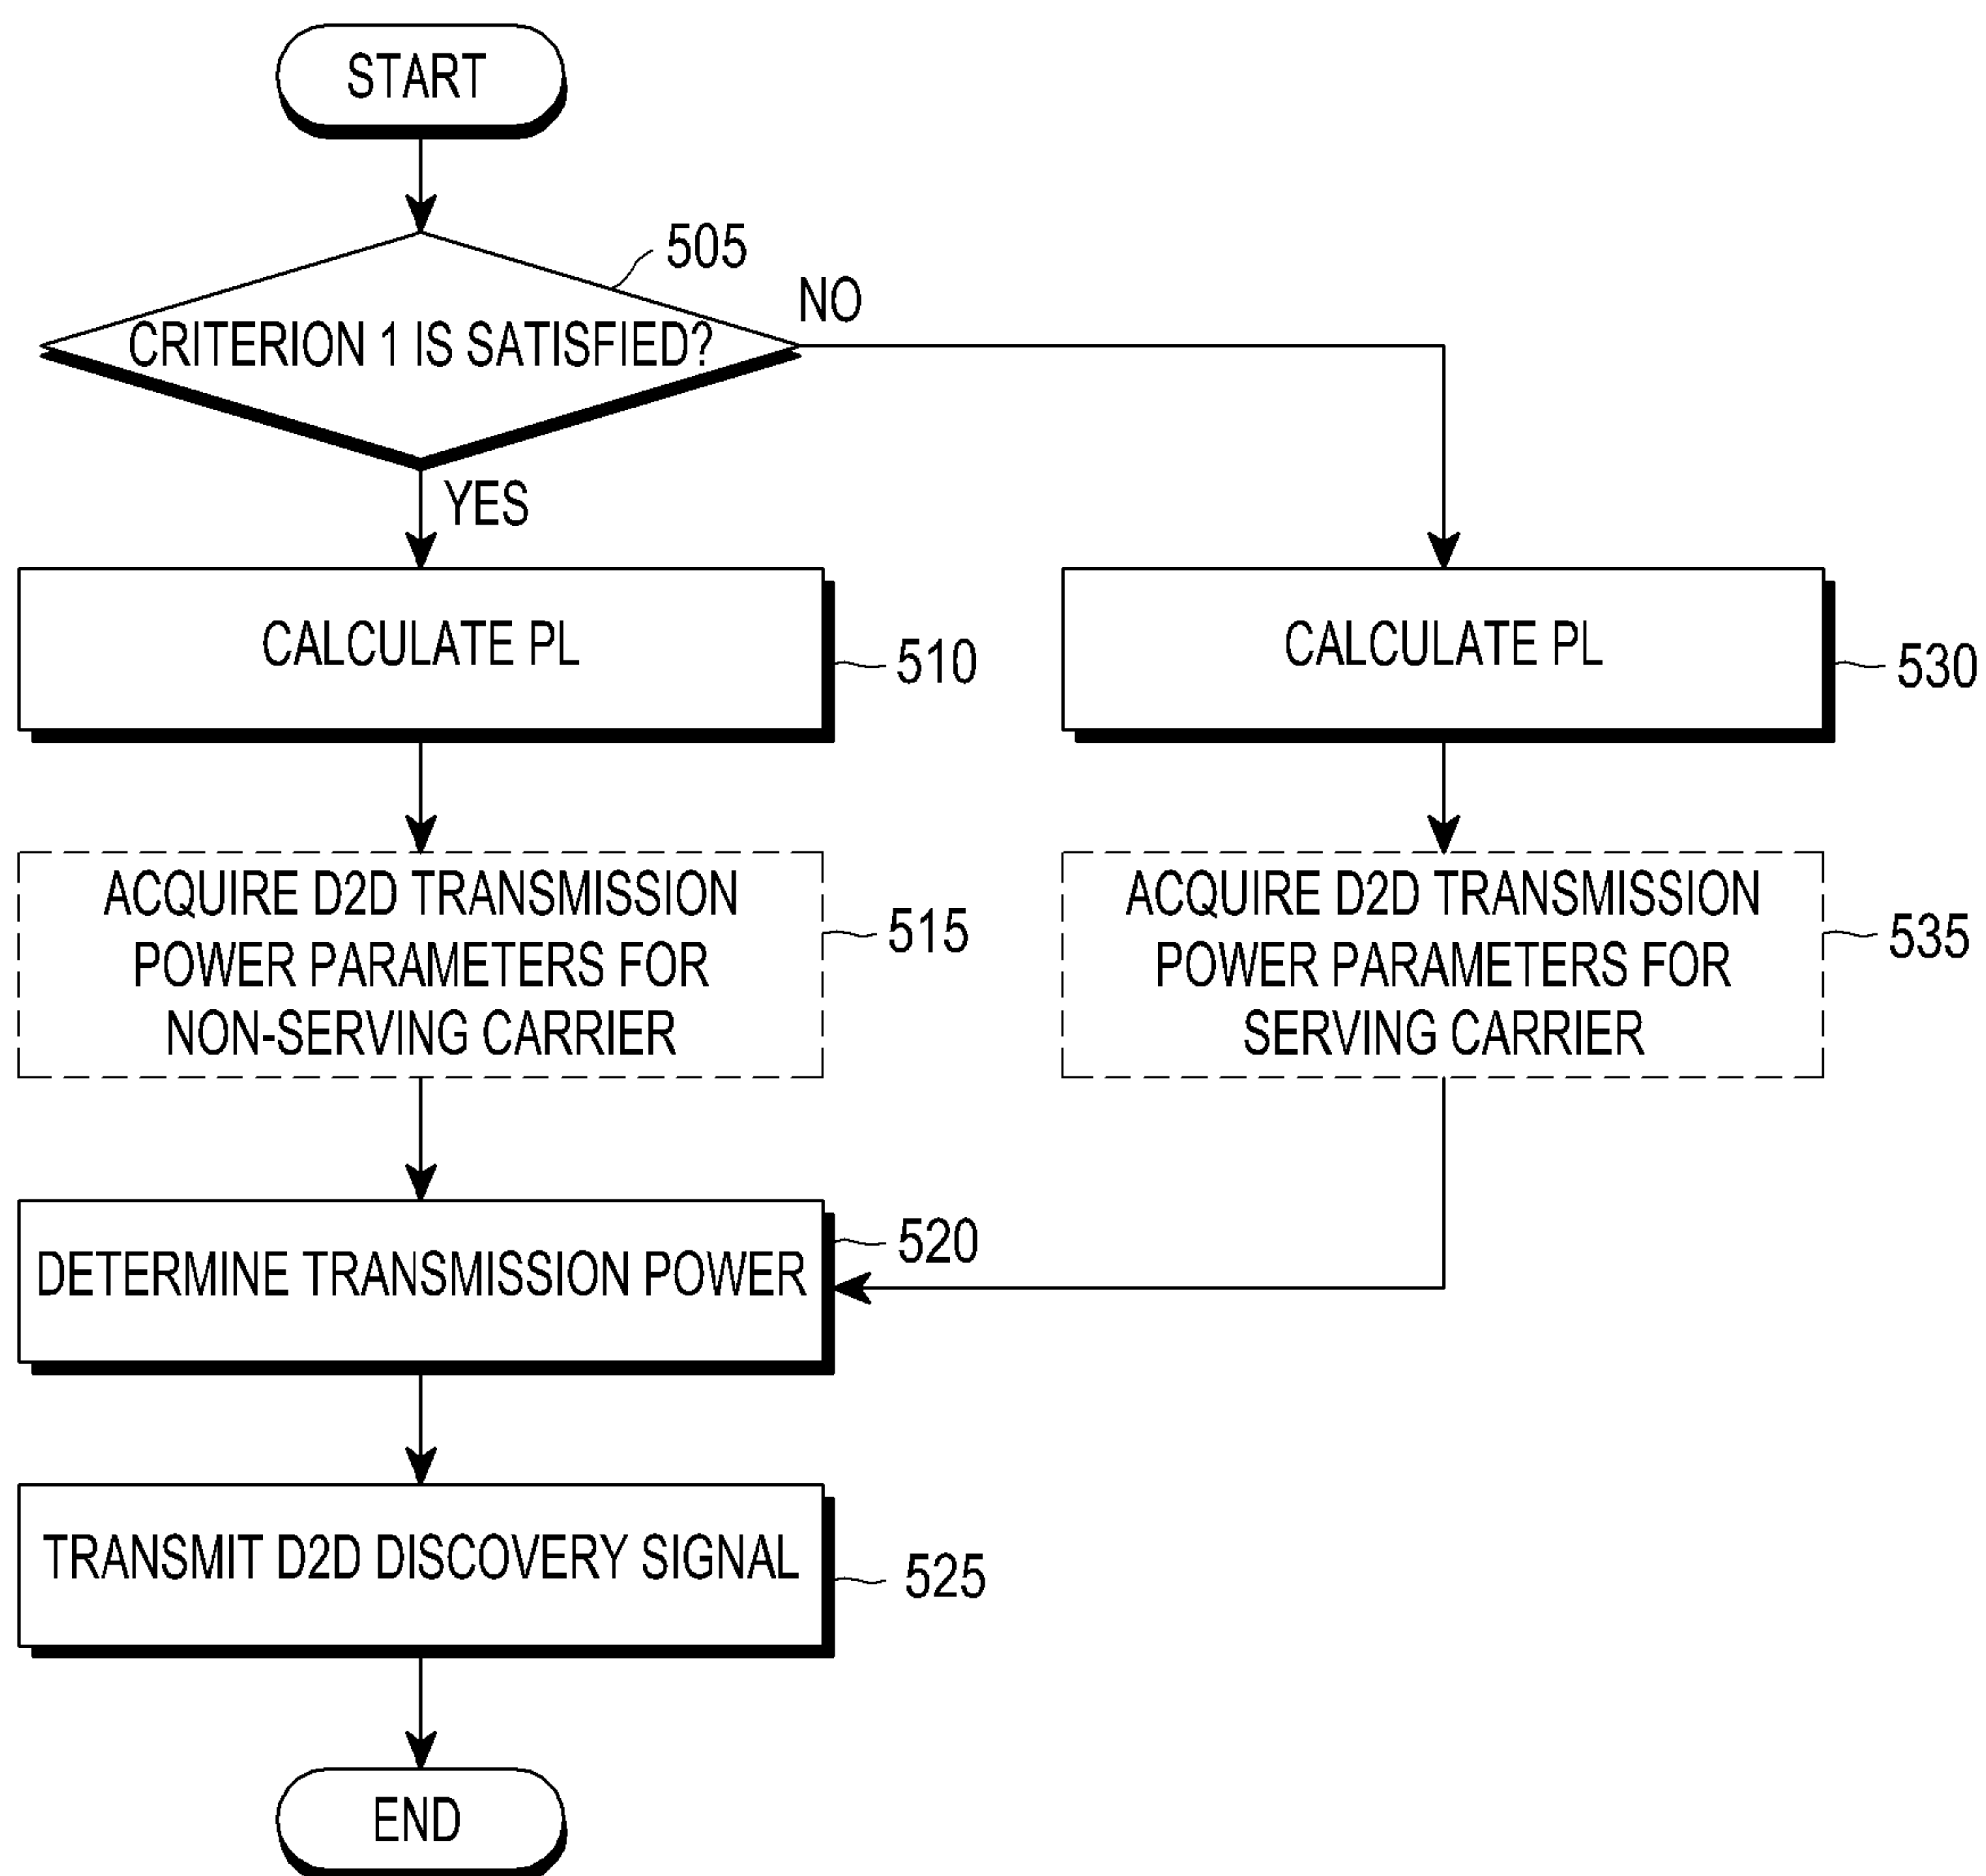 START
505
CRITERION 1 IS SATISFIED?
NO
YES
CALCULATE PL
510
CALCULATE PL
530
ACQUIRE D2D TRANSMISSION
POWER PARAMETERS FOR
NON-SERVING CARRIER
515
ACQUIRE D2D TRANSMISSION
POWER PARAMETERS FOR
SERVING CARRIER
535
DETERMINE TRANSMISSION POWER
520
TRANSMIT D2D DISCOVERY SIGNAL
525
END